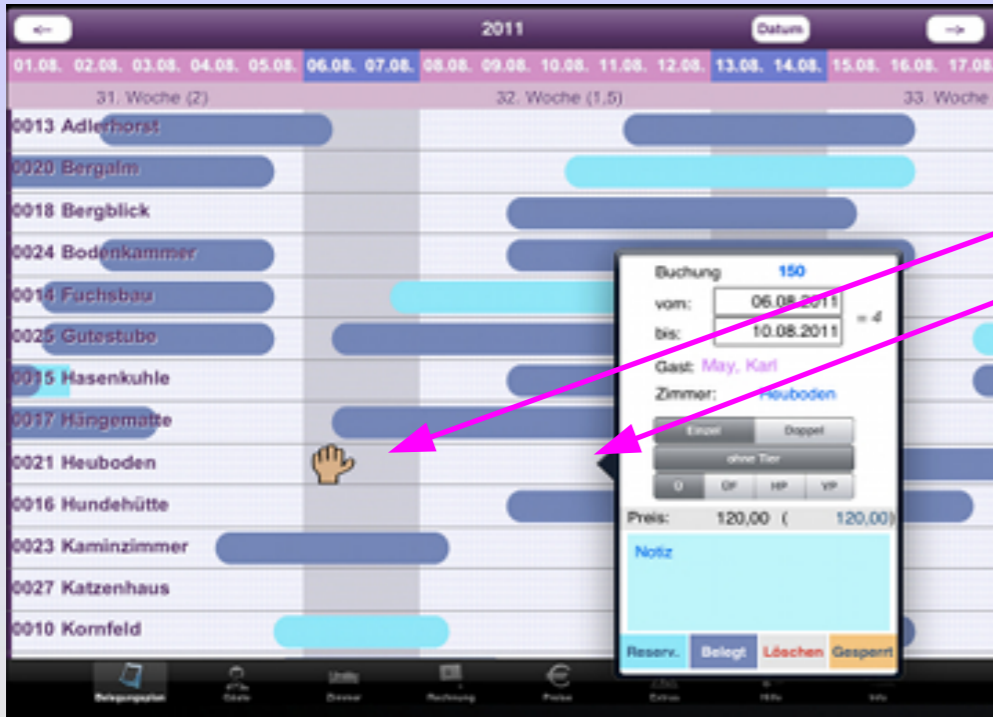 <-- 2011 Datum -->
01.08. 02.08. 03.08. 04.08. 05.08. 06.08. 07.08. 08.08. 09.08. 10.08. 11.08. 12.08. 13.08. 14.08. 15.08. 16.08. 17.08.
31. Woche (2) 32. Woche (1,5) 33. Woche
0013 Adlerhorst
0020 Bergalm
0018 Bergblick
0024 Bodenkammer
0014 Fuchsbau
0025 Gutestube
0015 Hasenkuhle
0017 Hängematte
0021 Heuboden
0016 Hundehütte
0023 Kaminzimmer
0027 Katzenhaus
0010 Kornfeld
Buchung 150
vom: 06.08.2011
= 4
bis: 10.08.2011
Gast: May, Karl
Zimmer: Heuboden
Einzel Doppel
ohne Tier
ÜF HP VP
Preis: 120,00 ( 120,00)
Notiz
Reserv. Belegt Löschen Gesperrt
Belegungsplan Gäste Zimmer Rechnung Preise Extras Hilfe Info